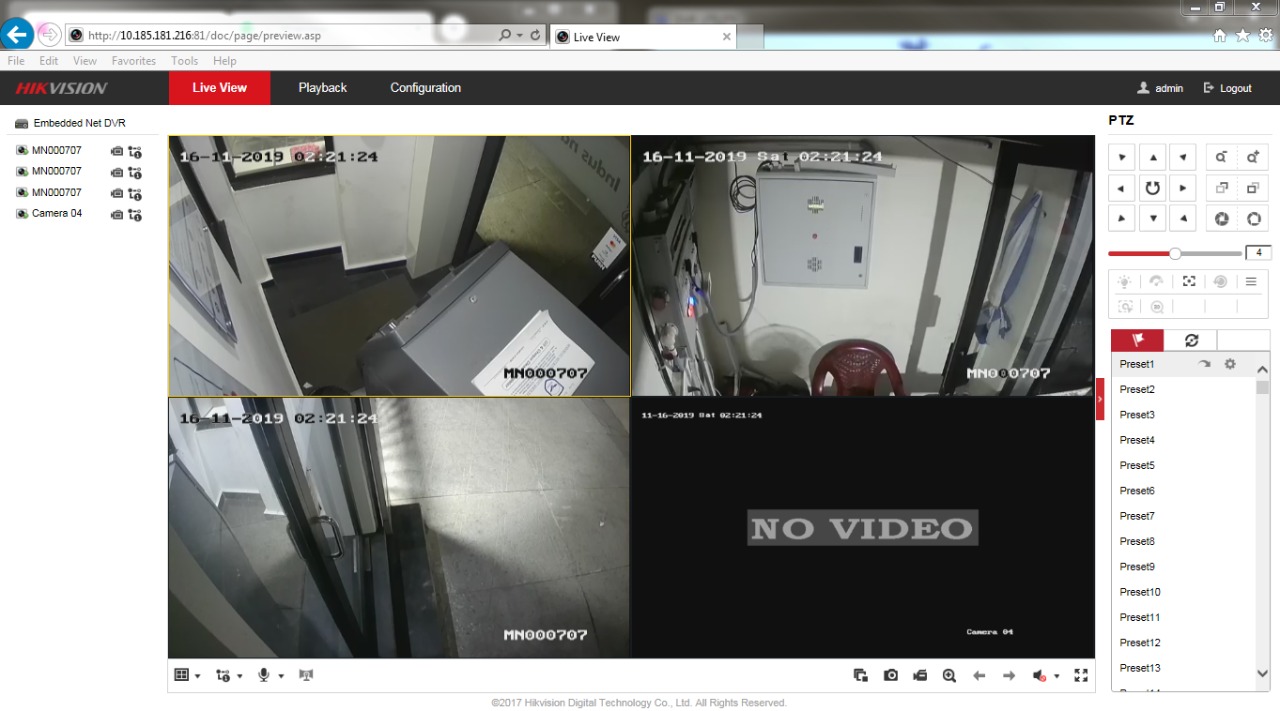 http://10.185.181.216:81/doc/page/preview.asp
Live View
File Edit View Favorites Tools Help
HIKVISION
Live View Playback Configuration
admin Logout
Embedded Net DVR
MN000707
MN000707
MN000707
Camera 04
16-11-2019 02:21:24
Indus
MN000707
16-11-2019 Sat 02:21:24
MN000707
16-11-2019 02:21:24
MN000707
11-16-2019 Sat 02:21:24
NO VIDEO
Camera 04
PTZ
4
Preset1
Preset2
Preset3
Preset4
Preset5
Preset6
Preset7
Preset8
Preset9
Preset10
Preset11
Preset12
Preset13
©2017 Hikvision Digital Technology Co., Ltd. All Rights Reserved.